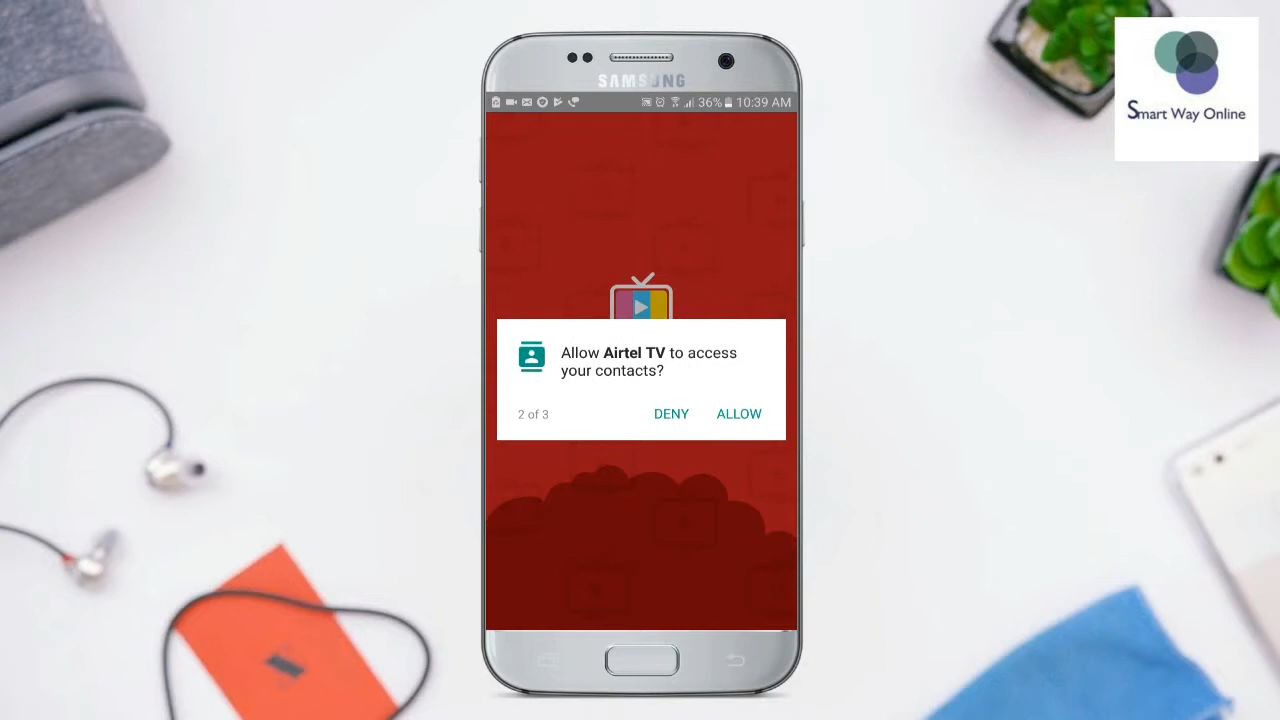 SAMSUNG
36% 10:39 AM
Smart Way Online
Allow Airtel TV to access
your contacts?
2 of 3 DENY ALLOW